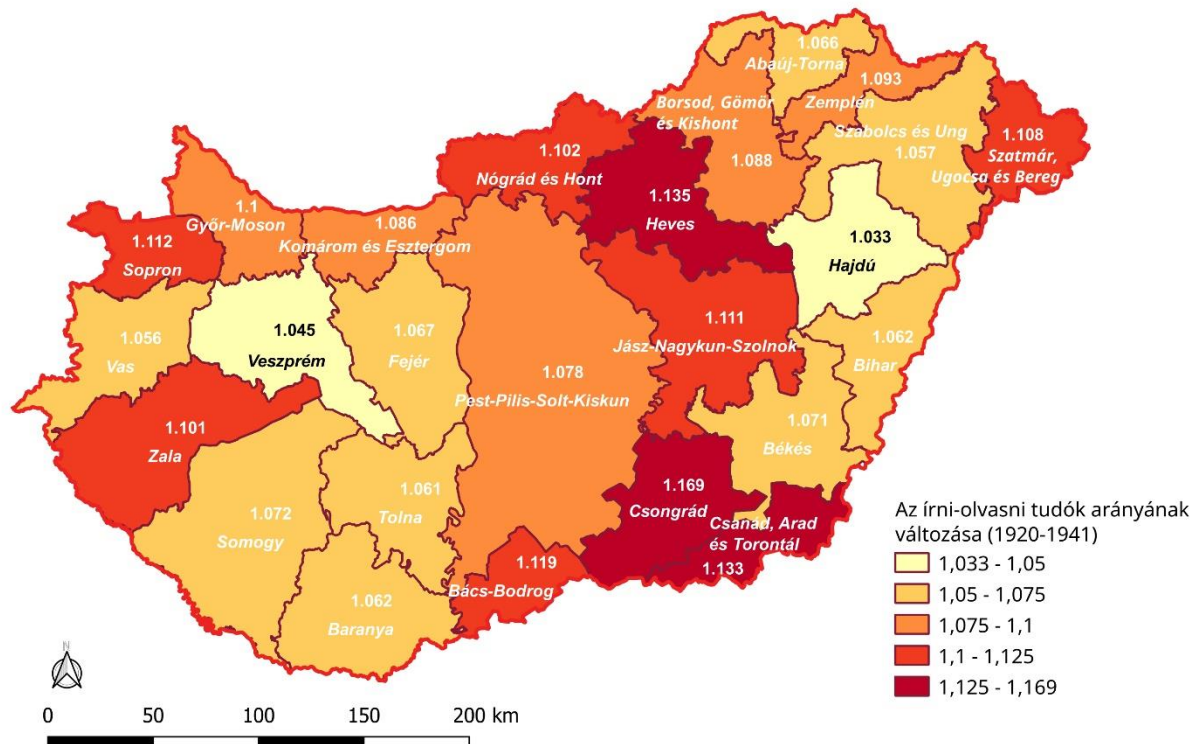 1.066
Abaúj-Torna
1.093
Zemplén
Borsod, Gömör
és Kishont
1.088
Szabolcs és Ung
1.057
1.108
Szatmár,
Ugocsa és Bereg
1.102
Nógrád és Hont
1.135
Heves
1.033
Hajdú
1.1
Győr-Moson
1.086
Komárom és Esztergom
1.112
Sopron
1.056
Vas
1.045
Veszprém
1.067
Fejér
1.078
Pest-Pilis-Solt-Kiskun
1.111
Jász-Nagykun-Szolnok
1.062
Bihar
1.071
Békés
1.101
Zala
1.072
Somogy
1.061
Tolna
1.062
Baranya
1.119
Bács-Bodrog
1.169
Csongrád
Csanád, Arad
és Torontál
1.133
Az írni-olvasni tudók arányának
változása (1920-1941)
1,033 - 1,05
1,05 - 1,075
1,075 - 1,1
1,1 - 1,125
1,125 - 1,169
N
0 50 100 150 200 km